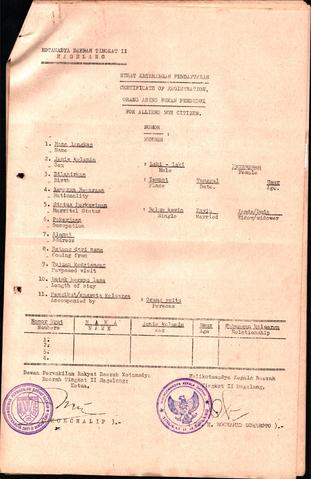 KOTAMADYA DAERAH TINGKAT II
MAGELANG
SURAT KETERANGAN PENDAFTARAN
CERTIFICATE OF REGISTRATION,
ORANG ASING BUKAN PENDUDUK
FOR ALLIENS NON CITIZEN.
NOMOR
NUMBER :
1. Nama lengkap
Name
2. Jenis kelamin : Laki - laki Perempuan
Sex Male Female
3. Dilahirkan : Tempat Tanggal Umur
Birth Place Date. Age.
4.
Nationality
5. Status Perkawinan : Belum kawin Kawin Janda/Duda
Marrital Status Single Married Vidow/vidower
6. Pekerjaan
Occupation
7. Alamat
Address
8. Datang dari mana
Coming from
9. Tujuan kedatangan
Purposed visit
10. Untuk berapa lama
Length of stay
11. Pengikut/anggota keluarga : Orang yaitu
Accompanied by Persons
Nomor Urut N A M A Jenis kelamin Umur Hubungan keluarga
Numbers N A M E Sex Age Relationship
1.
2.
3.
4.
Dewan Perwakilan Rakyat Daerah Kotamadya Walikotamadya Kepala Daerah
Daerah Tingkat II Magelang; Tingkat II Magelang,
Ketua,